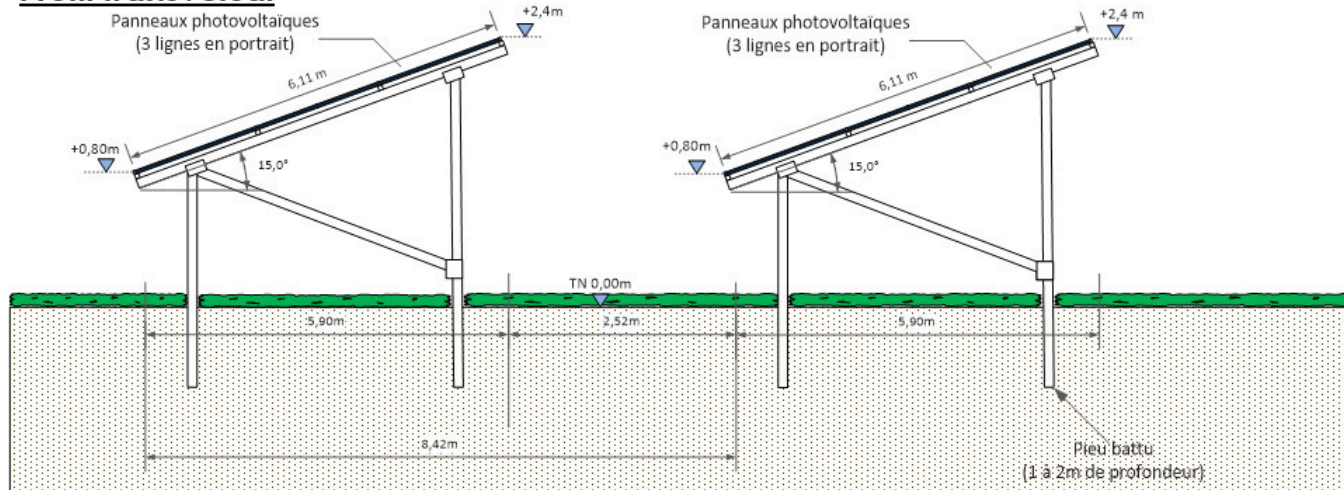 Panneaux photovoltaïques
(3 lignes en portrait)
+2,4m
6,11 m
+0,80m
15,0°
Panneaux photovoltaïques
(3 lignes en portrait)
+2,4 m
6,11 m
+0,80m
15,0°
TN 0,00m
5,90m
2,52m
5,90m
8,42m
Pieu battu
(1 à 2m de profondeur)